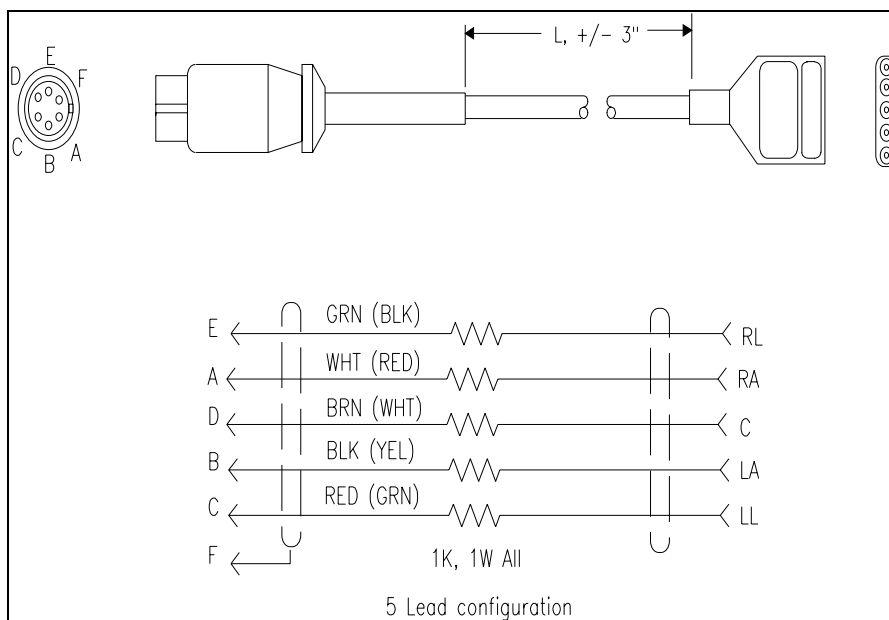 L, +/- 3"
E
D F
C A
B
E GRN (BLK) RL
A WHT (RED) RA
D BRN (WHT) C
B BLK (YEL) LA
C RED (GRN) LL
F 1K, 1W All
5 Lead configuration